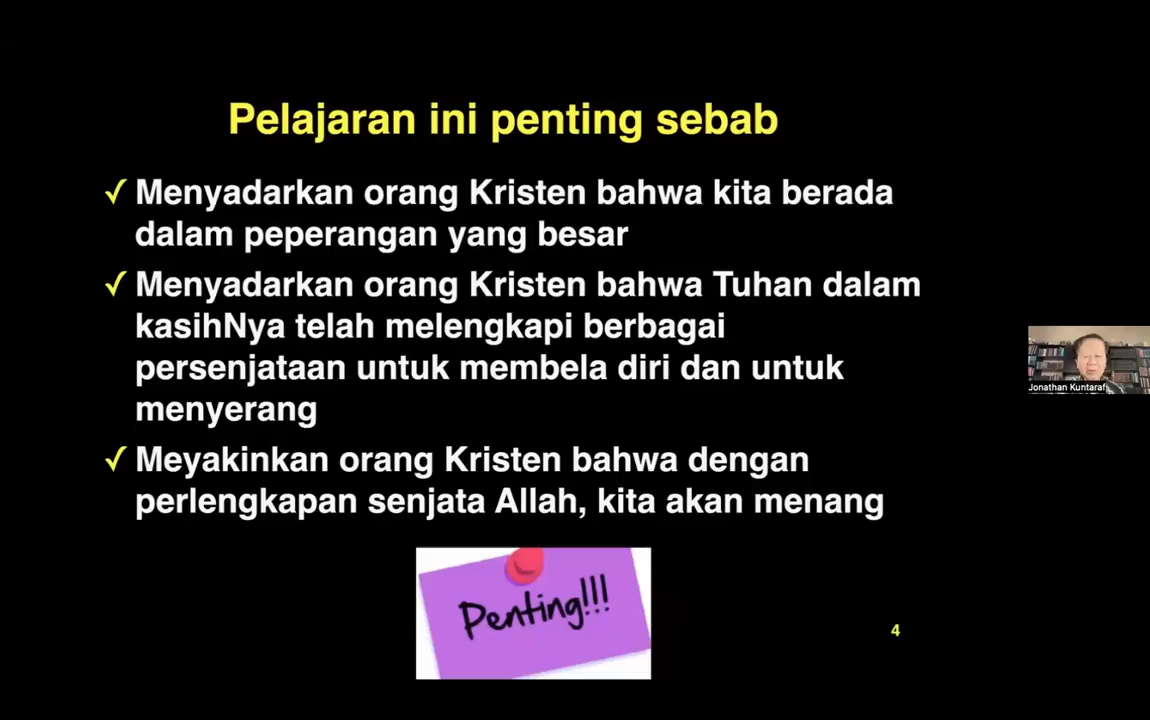 Pelajaran ini penting sebab
✓ Menyadarkan orang Kristen bahwa kita berada
dalam peperangan yang besar
✓ Menyadarkan orang Kristen bahwa Tuhan dalam
kasihNya telah melengkapi berbagai
persenjataan untuk membela diri dan untuk
menyerang
✓ Meyakinkan orang Kristen bahwa dengan
perlengkapan senjata Allah, kita akan menang
Penting!!!
4
Jonathan Kuntaraf